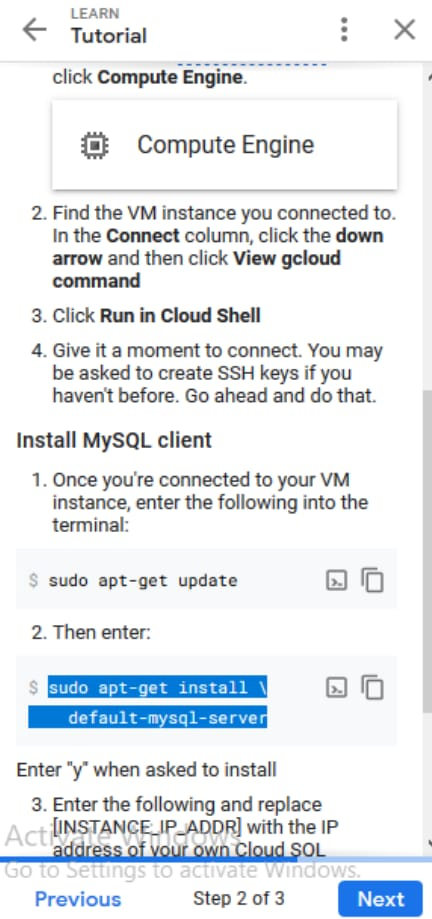 LEARN
Tutorial
click Compute Engine.
Compute Engine
2. Find the VM instance you connected to.
In the Connect column, click the down
arrow and then click View gcloud
command
3. Click Run in Cloud Shell
4. Give it a moment to connect. You may
be asked to create SSH keys if you
haven't before. Go ahead and do that.
Install MySQL client
1. Once you're connected to your VM
instance, enter the following into the
terminal:
$ sudo apt-get update
2. Then enter:
$ sudo apt-get install \
default-mysql-server
Enter "y" when asked to install
3. Enter the following and replace
[INSTANCE_IP_ADDR] with the IP
address of your own Cloud SQL
Activate Windows
Go to Settings to activate Windows.
Previous
Step 2 of 3
Next